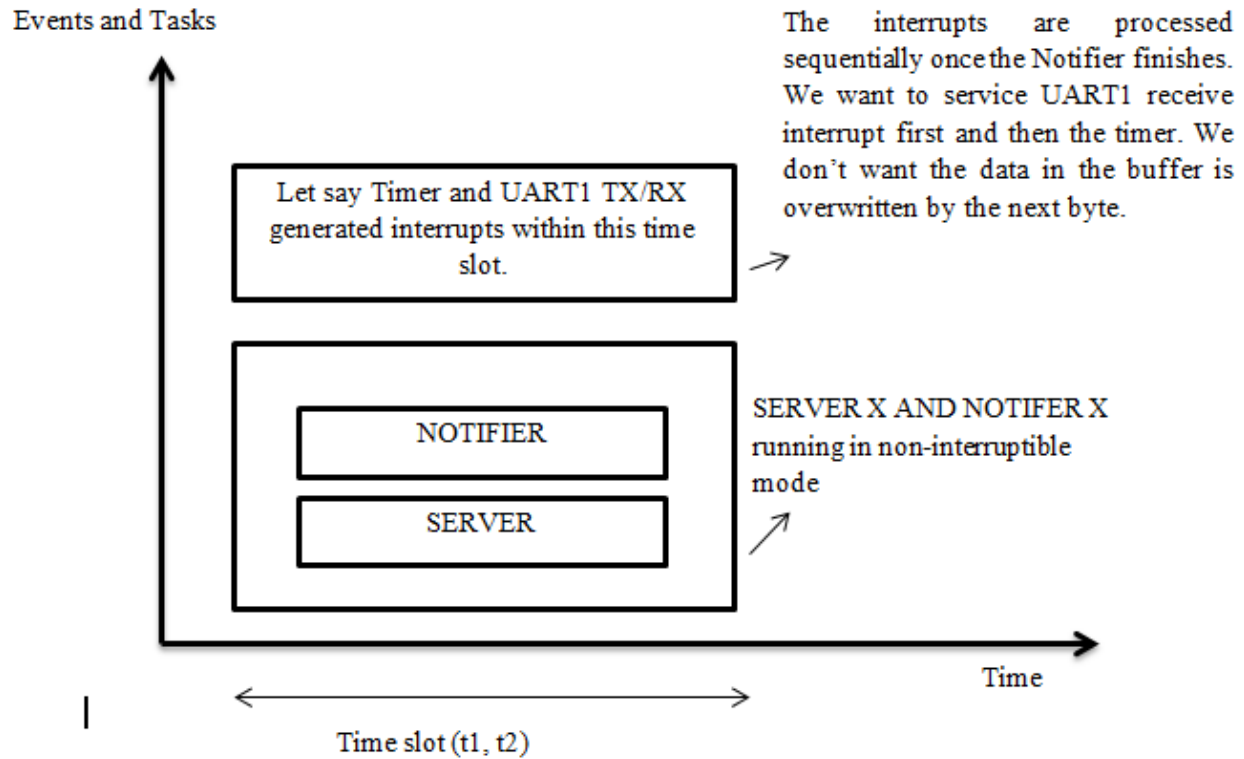 Events and Tasks
The interrupts are processed
sequentially once the Notifier finishes.
We want to service UART1 receive
interrupt first and then the timer. We
don't want the data in the buffer is
overwritten by the next byte.
Let say Timer and UART1 TX/RX
generated interrupts within this time
slot.
NOTIFIER
SERVER
SERVER X AND NOTIFER X
running in non-interruptible
mode
Time
Time slot (t1, t2)